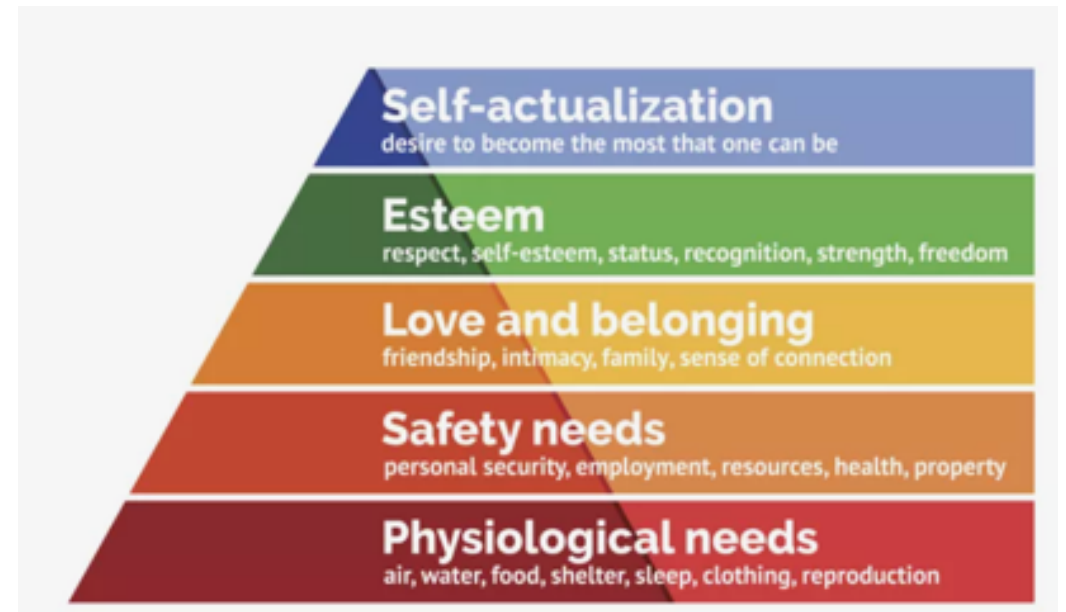 Self-actualization
desire to become the most that one can be
Esteem
respect, self-esteem, status, recognition, strength, freedom
Love and belonging
friendship, intimacy, family, sense of connection
Safety needs
personal security, employment, resources, health, property
Physiological needs
air, water, food, shelter, sleep, clothing, reproduction